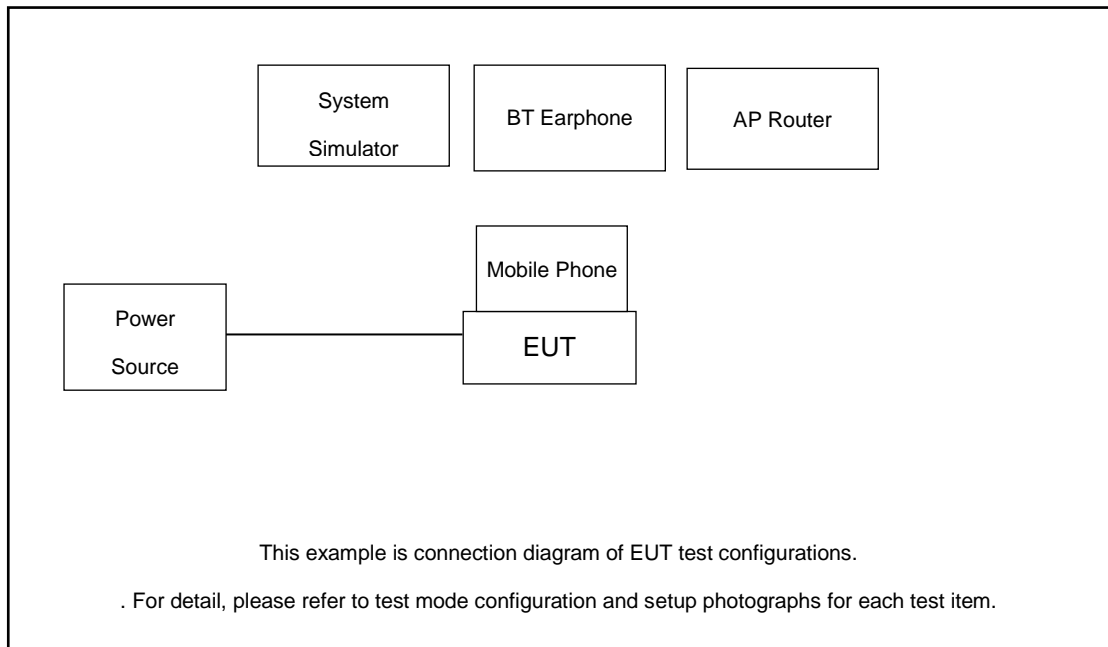 System
Simulator
BT Earphone
AP Router
Mobile Phone
EUT
Power
Source
This example is connection diagram of EUT test configurations.
. For detail, please refer to test mode configuration and setup photographs for each test item.